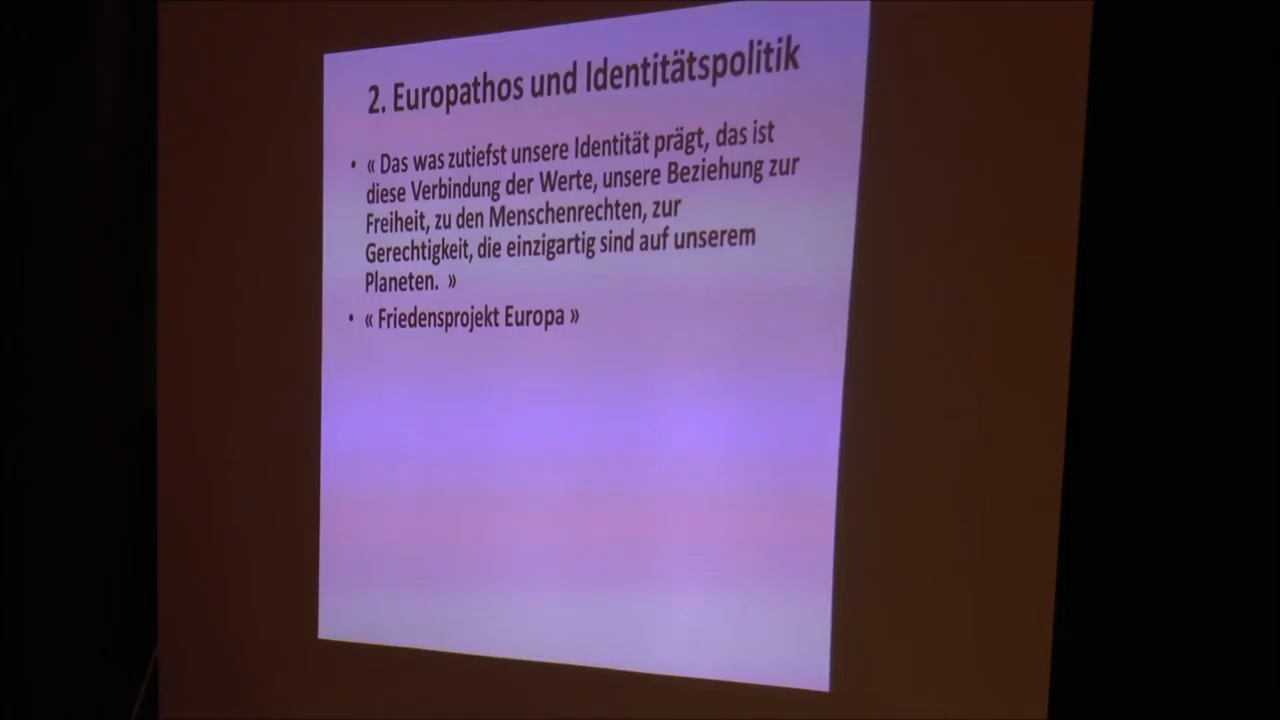 2. Europathos und Identitätspolitik
• « Das was zutiefst unsere Identität prägt, das ist
diese Verbindung der Werte, unsere Beziehung zur
Freiheit, zu den Menschenrechten, zur
Gerechtigkeit, die einzigartig sind auf unserem
Planeten. »
• « Friedensprojekt Europa »